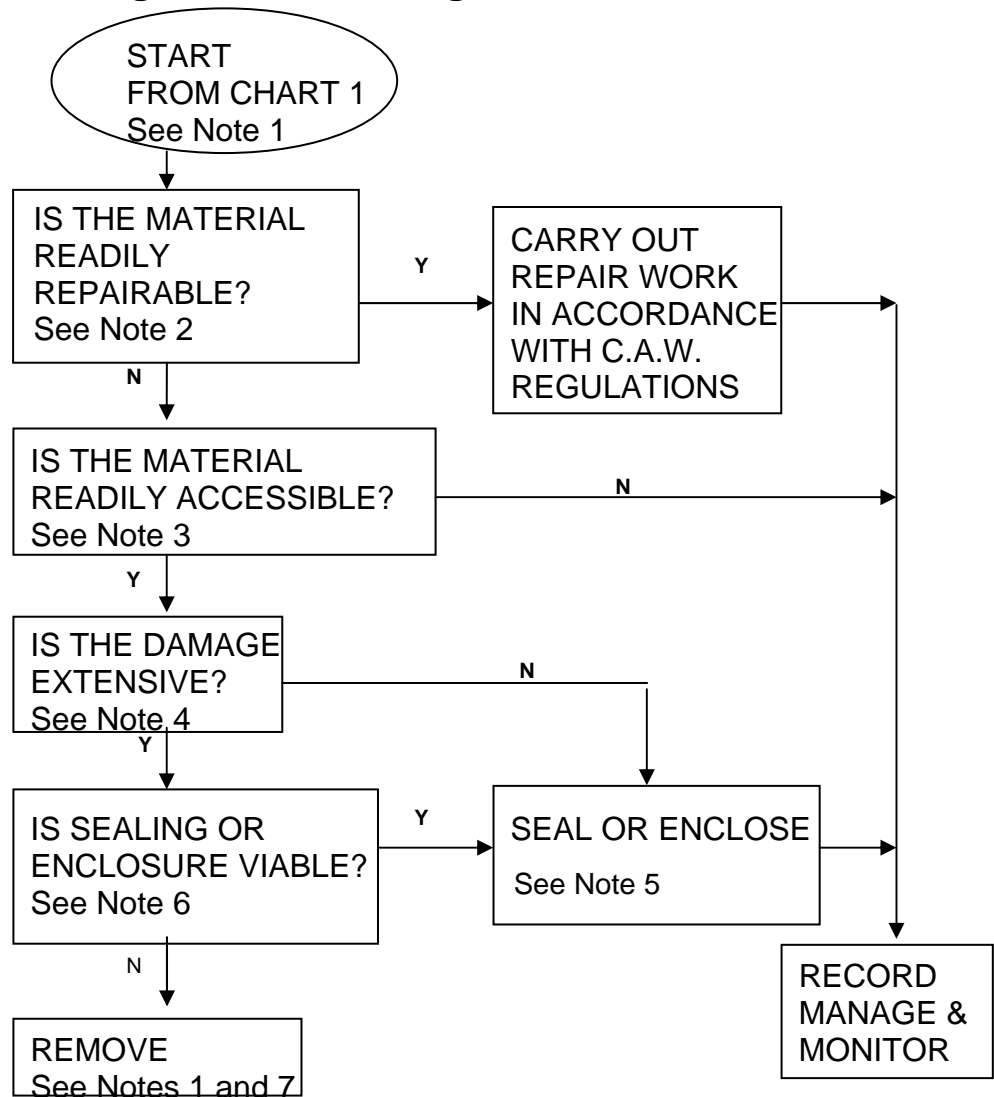 START
FROM CHART 1
See Note 1
IS THE MATERIAL
READILY
REPAIRABLE?
See Note 2
Y
CARRY OUT
REPAIR WORK
IN ACCORDANCE
WITH C.A.W.
REGULATIONS
N
IS THE MATERIAL
READILY ACCESSIBLE?
See Note 3
N
Y
IS THE DAMAGE
EXTENSIVE?
See Note 4
N
Y
IS SEALING OR
ENCLOSURE VIABLE?
See Note 6
Y
SEAL OR ENCLOSE
See Note 5
N
REMOVE
See Notes 1 and 7
RECORD
MANAGE &
MONITOR